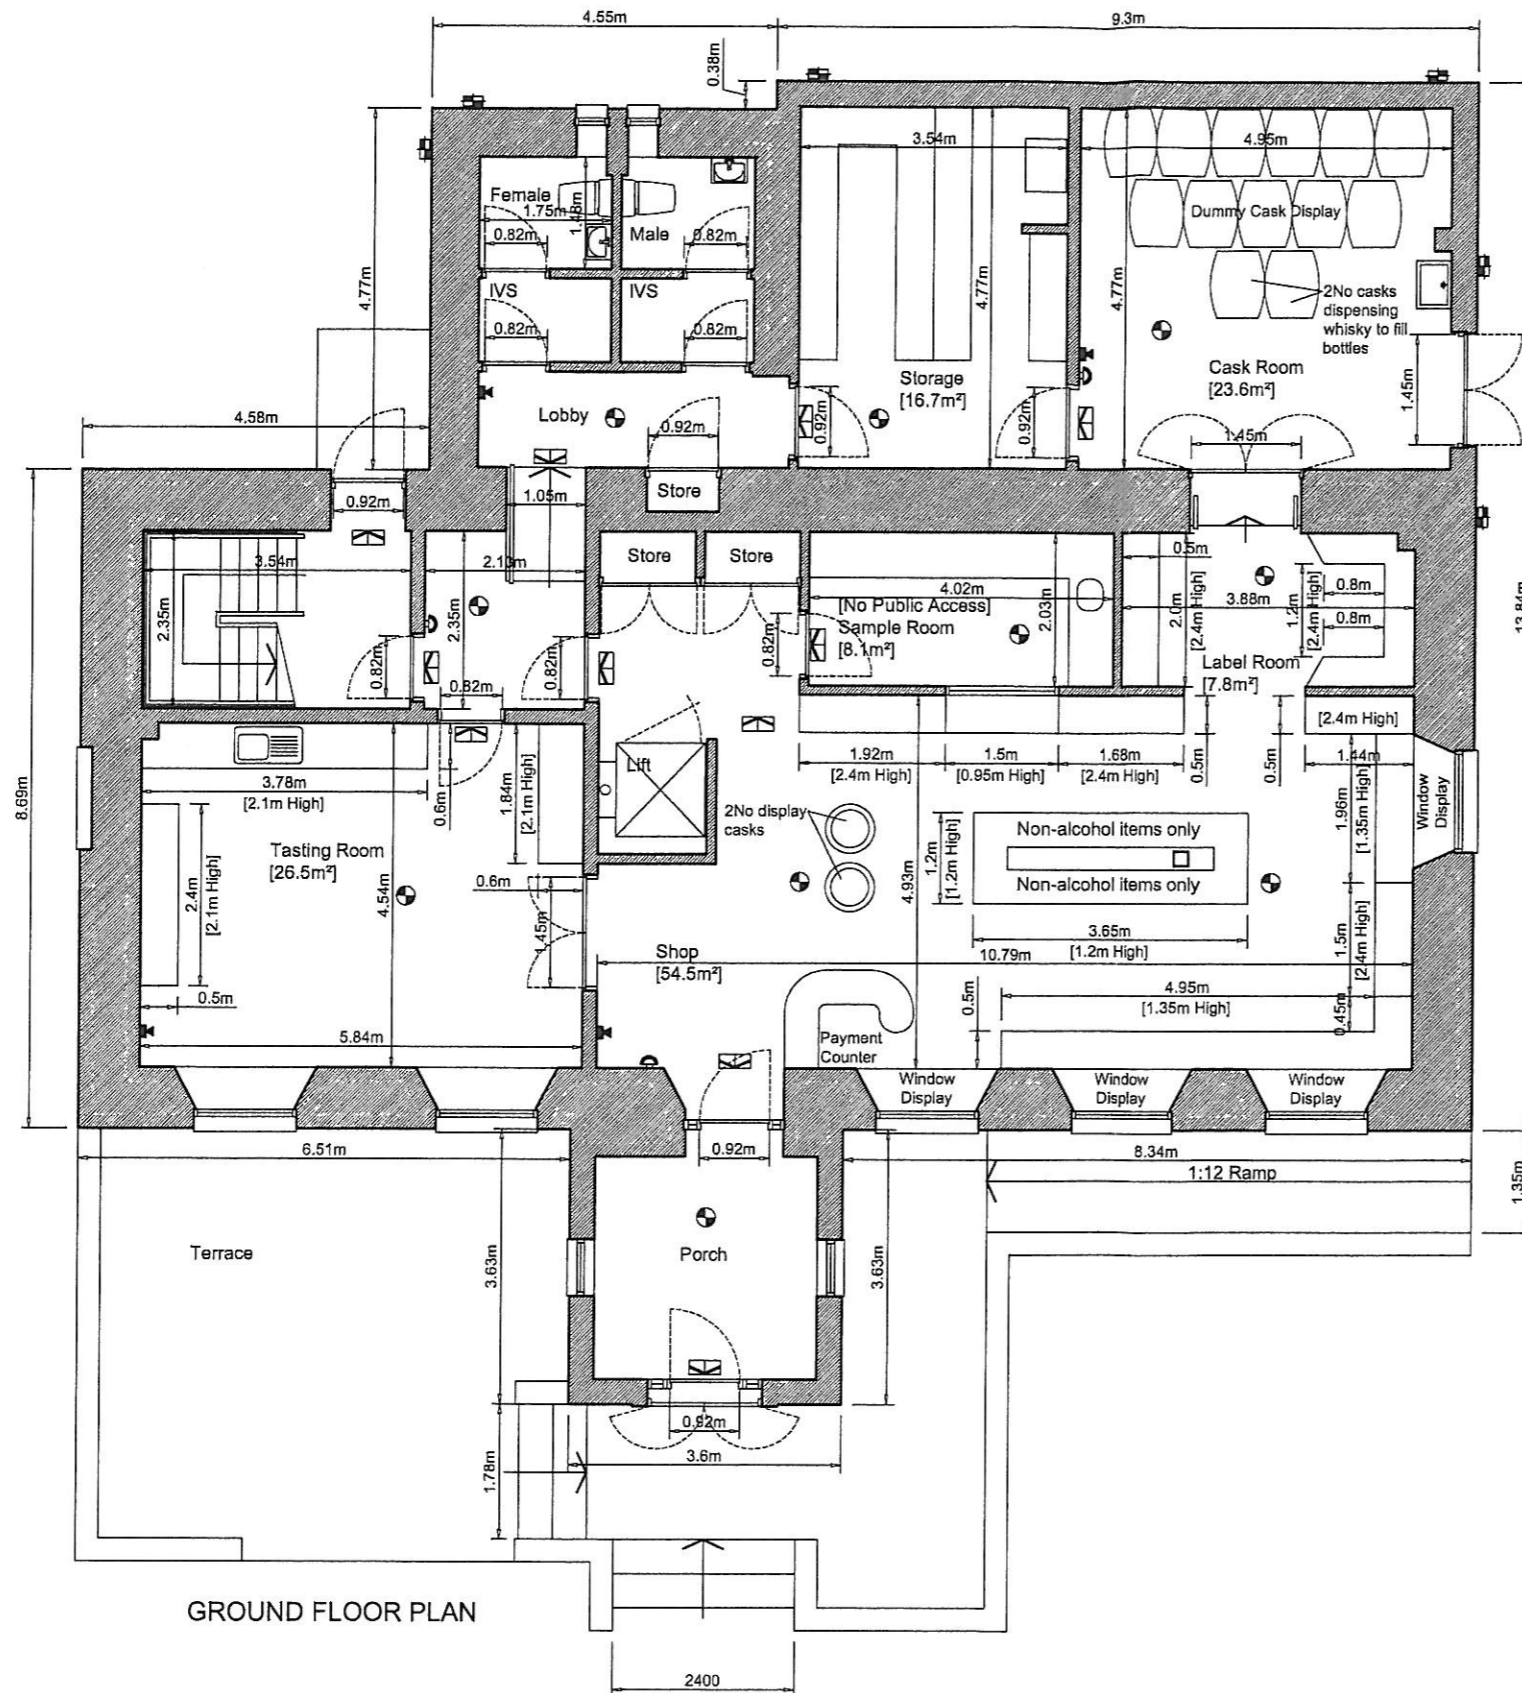 4.55m
9.3m
0.38m
3.54m
4.95m
Female
1.75m
1.48m
0.82m
Male
0.82m
Dummy Cask Display
4.77m
IVS
IVS
4.77m
4.77m
2No casks
dispensing
whisky to fill
bottles
0.82m
0.82m
Storage
[16.7m²]
Cask Room
[23.6m²]
1.45m
4.58m
Lobby
0.92m
0.92m
0.92m
1.45m
0.92m
1.05m
Store
3.54m
2.13m
Store
Store
0.5m
2.35m
2.35m
4.02m
[No Public Access]
Sample Room
[8.1m²]
2.03m
2.0m
[2.4m High]
3.88m
1.2m
[2.4m High]
0.8m
0.8m
13.84m
0.82m
0.82m
0.82m
0.82m
Label Room
[7.8m²]
[2.4m High]
8.69m
3.78m
[2.1m High]
0.6m
1.84m
[2.1m High]
Lift
1.92m
[2.4m High]
1.5m
[0.95m High]
1.68m
[2.4m High]
0.5m
0.5m
1.44m
1.96m
[1.35m High]
Window
Display
2No display
casks
Tasting Room
[26.5m²]
2.4m
[2.1m High]
4.54m
0.6m
1.45m
4.93m
1.2m
[1.2m High]
Non-alcohol items only
Non-alcohol items only
3.65m
[1.2m High]
1.5m
[2.4m High]
Shop
[54.5m²]
10.79m
0.5m
4.95m
[1.35m High]
0.45m
0.5m
5.84m
Payment
Counter
Window
Display
Window
Display
Window
Display
6.51m
0.92m
8.34m
1:12 Ramp
1.35m
Terrace
3.63m
Porch
3.63m
0.92m
3.6m
1.78m
GROUND FLOOR PLAN
2400